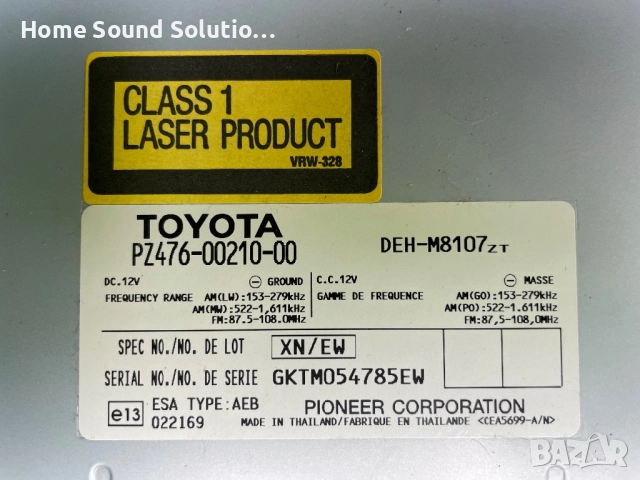 Home Sound Solutio...
CLASS 1
LASER PRODUCT
VRW-328
TOYOTA
PZ476-00210-00
DEH-M8107ZT
DC.12V ⊖ GROUND
C.C.12V ⊖ MASSE
FREQUENCY RANGE AM(LW):153-279kHz
AM(MW):522-1,611kHz
FM:87.5-108.0MHz
GAMME DE FREQUENCE AM(GO):153-279kHz
AM(PO):522-1.611kHz
FM:87,5-108,0MHz
SPEC NO./NO. DE LOT XN/EW
SERIAL NO./NO. DE SERIE GKTM054785EW
e13 ESA TYPE:AEB
022169
PIONEER CORPORATION
MADE IN THAILAND/FABRIQUE EN THAILANDE <CEA5699-A/N>
BAZAR
bg